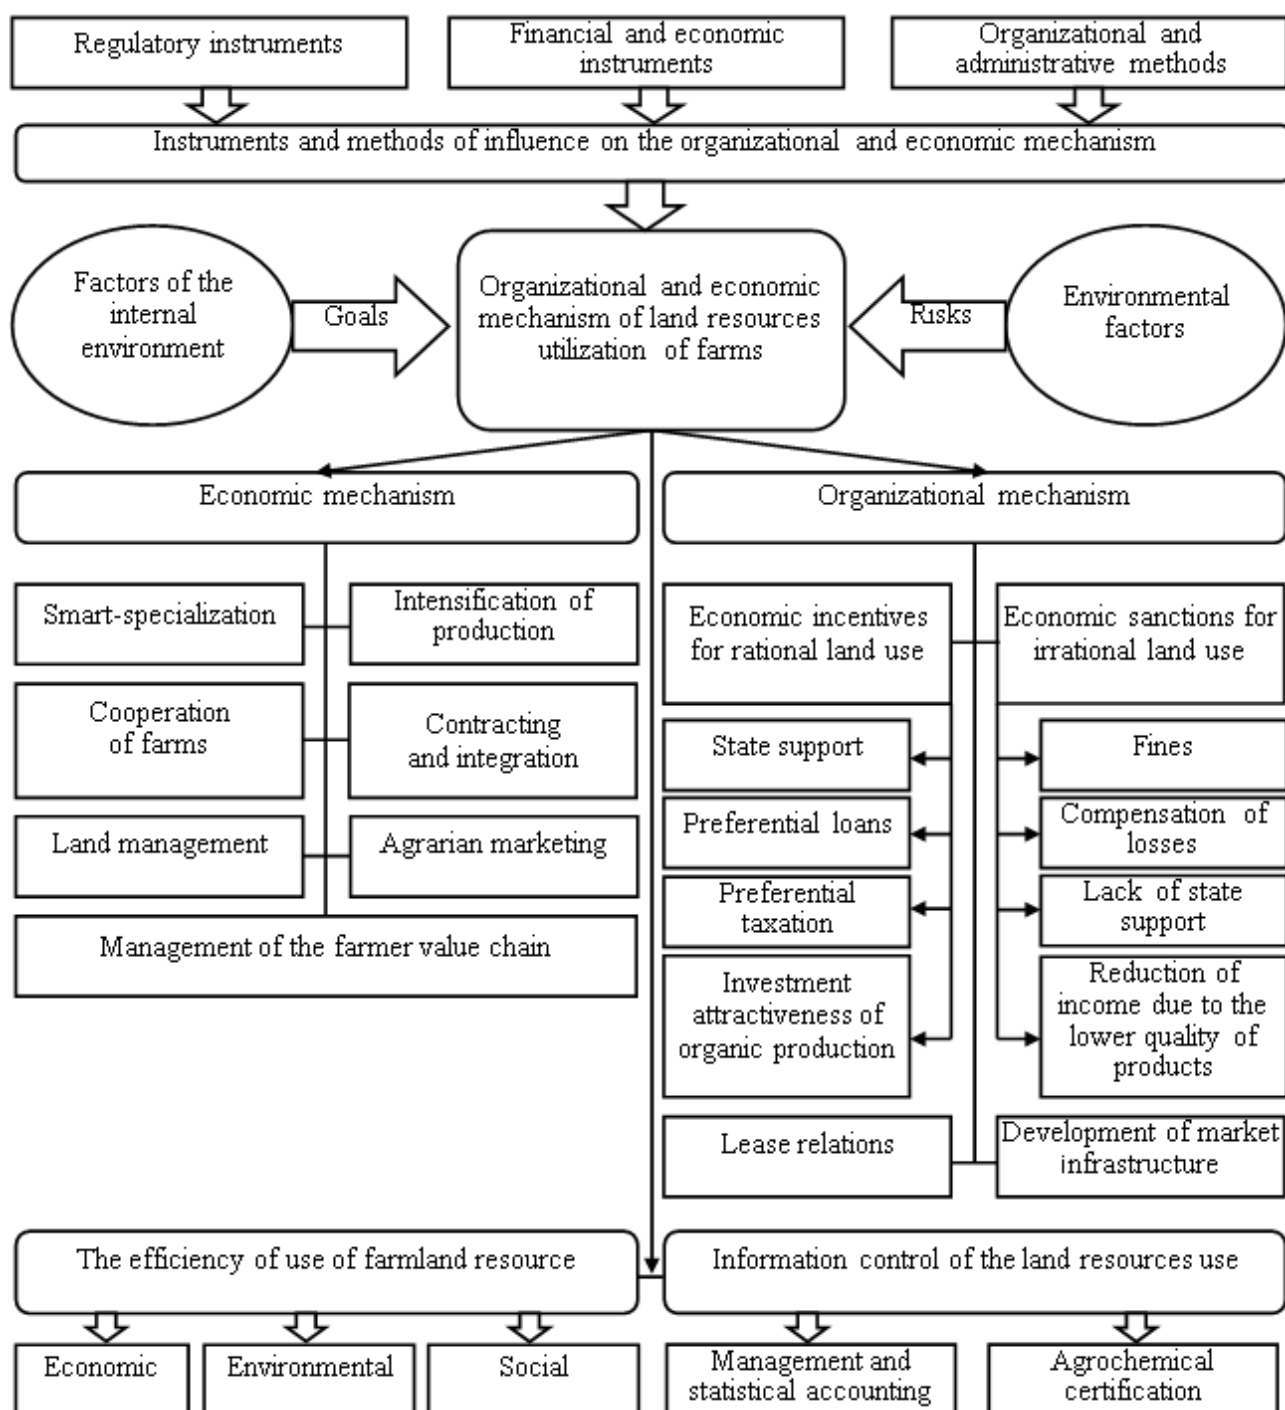 Regulatory instruments
Financial and economic
instruments
Organizational and
administrative methods
Instruments and methods of influence on the organizational and economic mechanism
Factors of the
internal
environment
Goals
Organizational and economic
mechanism of land resources
utilization of farms
Risks
Environmental
factors
Economic mechanism
Organizational mechanism
Smart-specialization
Intensification of
production
Cooperation
of farms
Contracting
and integration
Land management
Agrarian marketing
Management of the farmer value chain
Economic incentives
for rational land use
Economic sanctions for
irrational land use
State support
Fines
Preferential loans
Compensation of
losses
Preferential
taxation
Lack of state
support
Investment
attractiveness of
organic production
Reduction of
income due to the
lower quality of
products
Lease relations
Development of market
infrastructure
The efficiency of use of farmland resource
Information control of the land resources use
Economic
Environmental
Social
Management and
statistical accounting
Agrochemical
certification